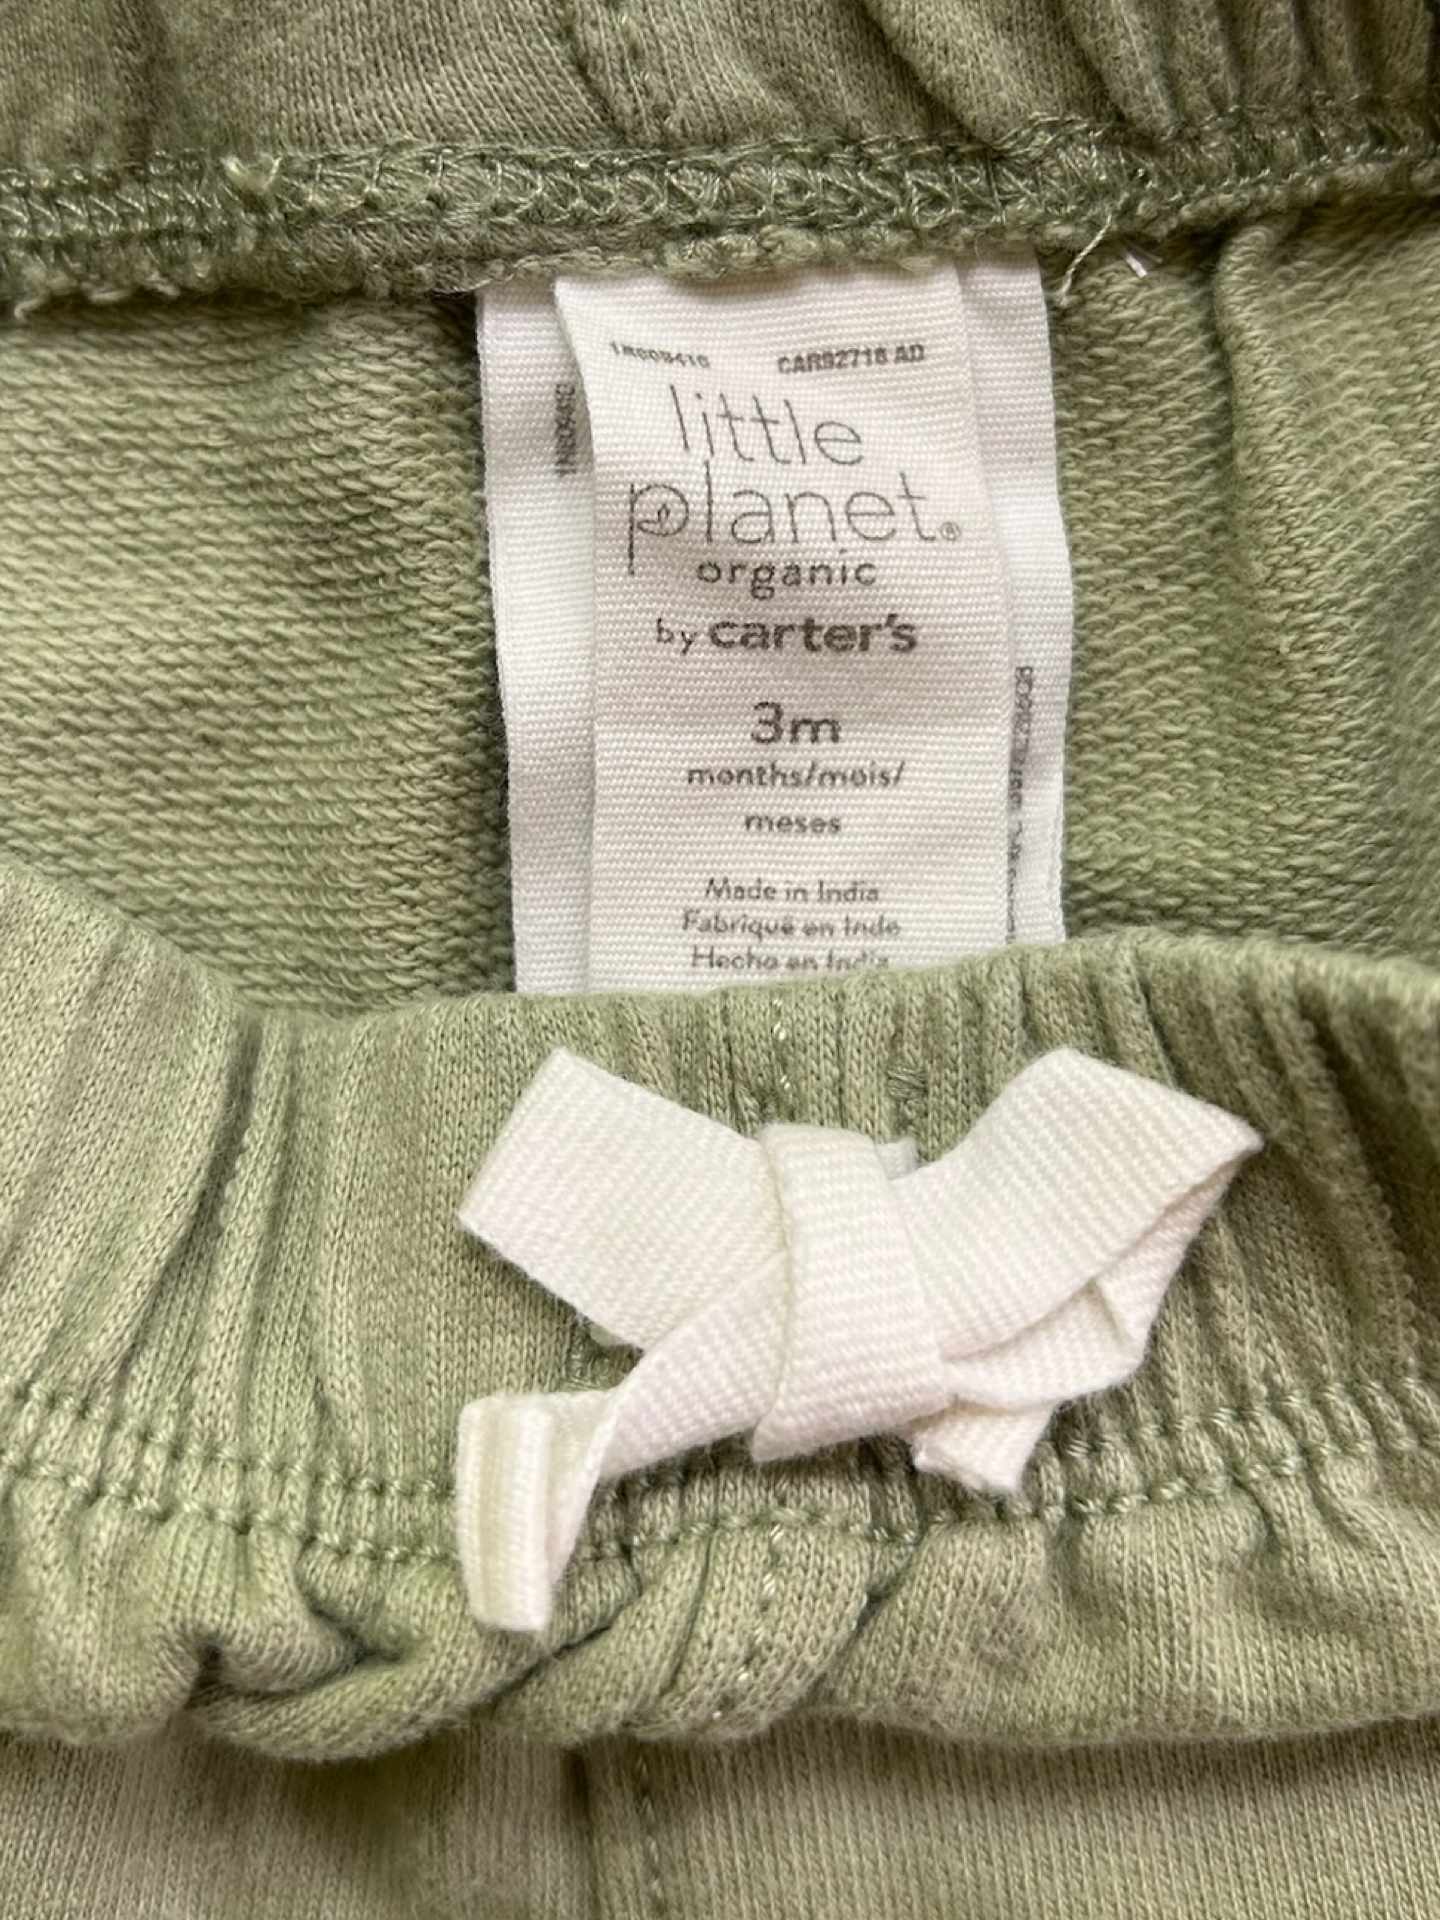 CAR92718 AD
little
planet®
organic
by carter's
3m
months/mois/
meses
Made in India
Fabriqué en Inde
Hecho en India